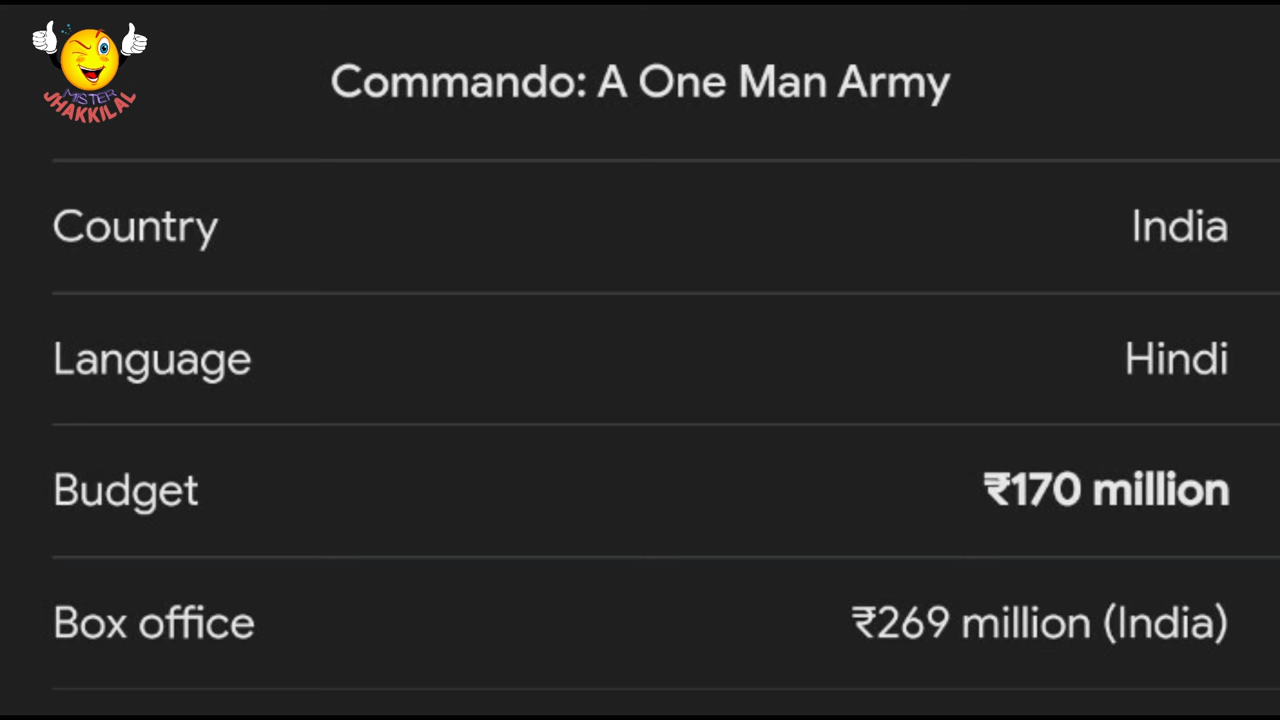 MISTER
JHAKKILAL
Commando: A One Man Army
Country India
Language Hindi
Budget ₹170 million
Box office ₹269 million (India)